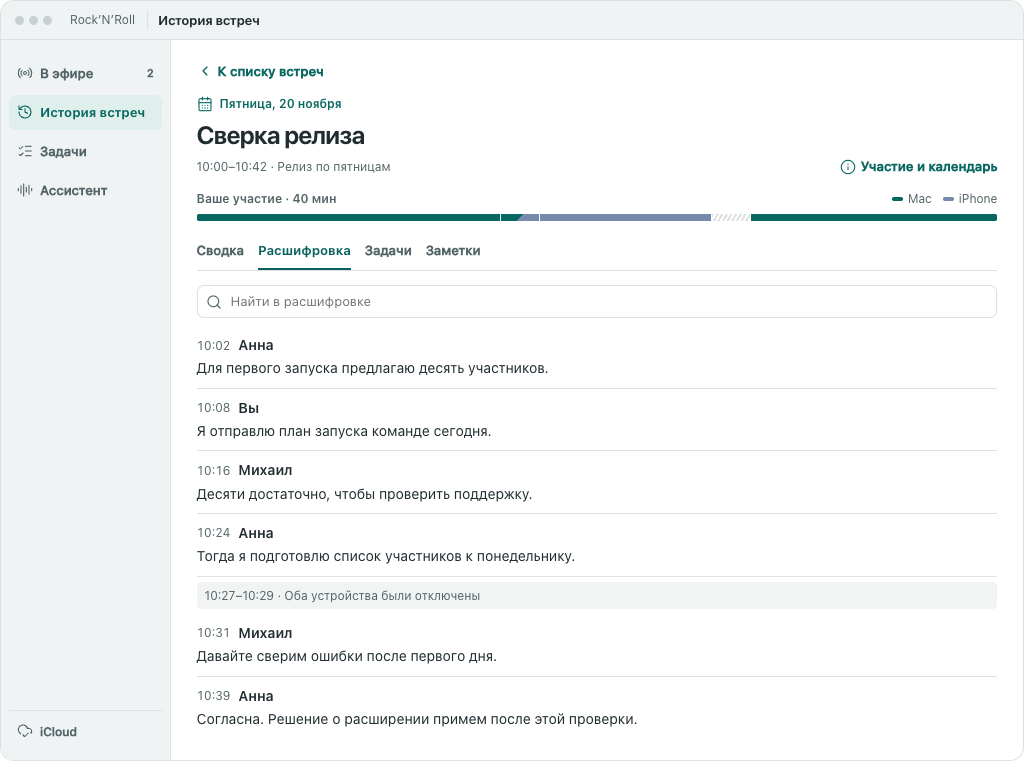 Rock'N'Roll
История встреч
В эфире 2
История встреч
Задачи
Ассистент
iCloud
К списку встреч
Пятница, 20 ноября
Сверка релиза
10:00–10:42 · Релиз по пятницам
Участие и календарь
Ваше участие · 40 мин
Mac iPhone
Сводка Расшифровка Задачи Заметки
Найти в расшифровке
10:02 Анна
Для первого запуска предлагаю десять участников.
10:08 Вы
Я отправлю план запуска команде сегодня.
10:16 Михаил
Десяти достаточно, чтобы проверить поддержку.
10:24 Анна
Тогда я подготовлю список участников к понедельнику.
10:27–10:29 · Оба устройства были отключены
10:31 Михаил
Давайте сверим ошибки после первого дня.
10:39 Анна
Согласна. Решение о расширении примем после этой проверки.